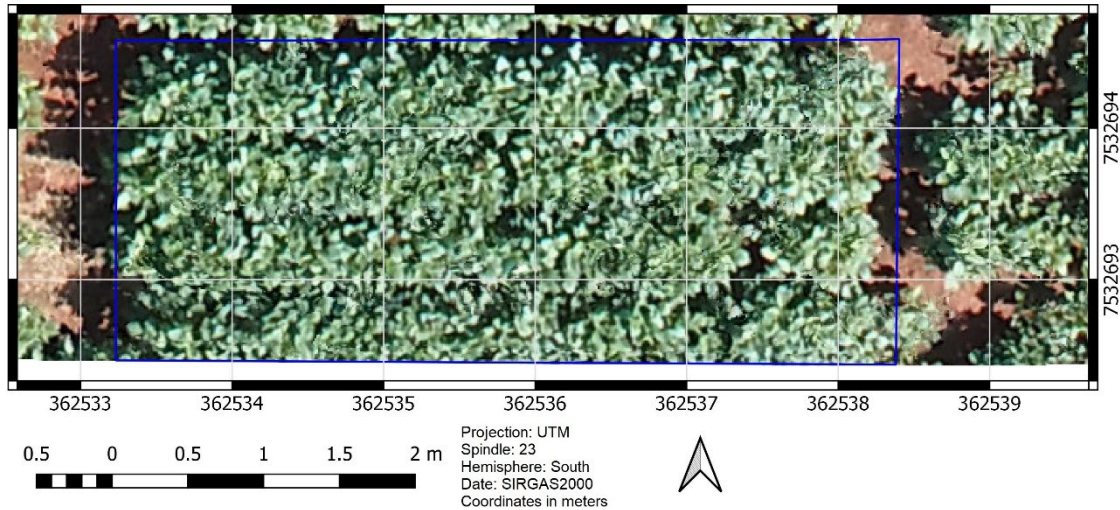 7532694
7532693
362533 362534 362535 362536 362537 362538 362539
0.5 0 0.5 1 1.5 2 m
Projection: UTM
Spindle: 23
Hemisphere: South
Date: SIRGAS2000
Coordinates in meters